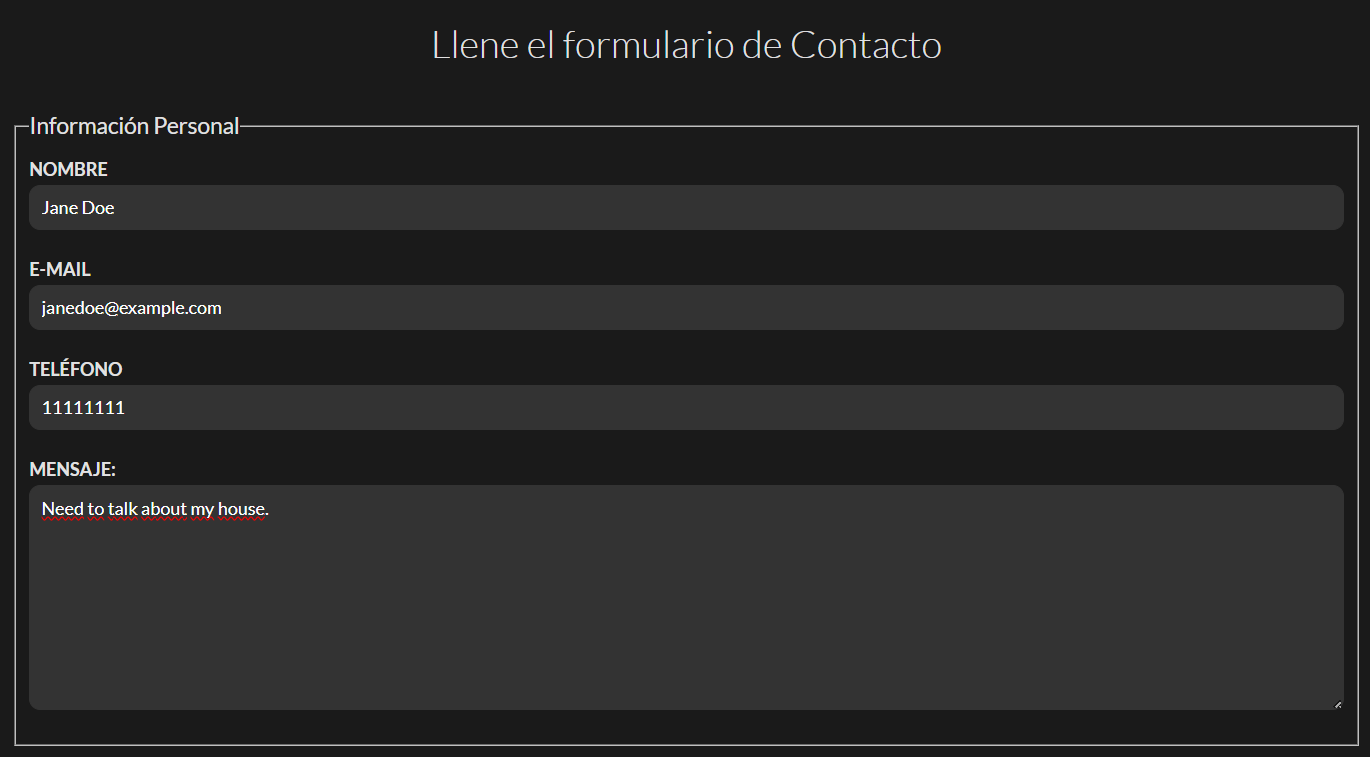 Llene el formulario de Contacto
Información Personal
NOMBRE
Jane Doe
E-MAIL
janedoe@example.com
TELÉFONO
11111111
MENSAJE:
Need to talk about my house.